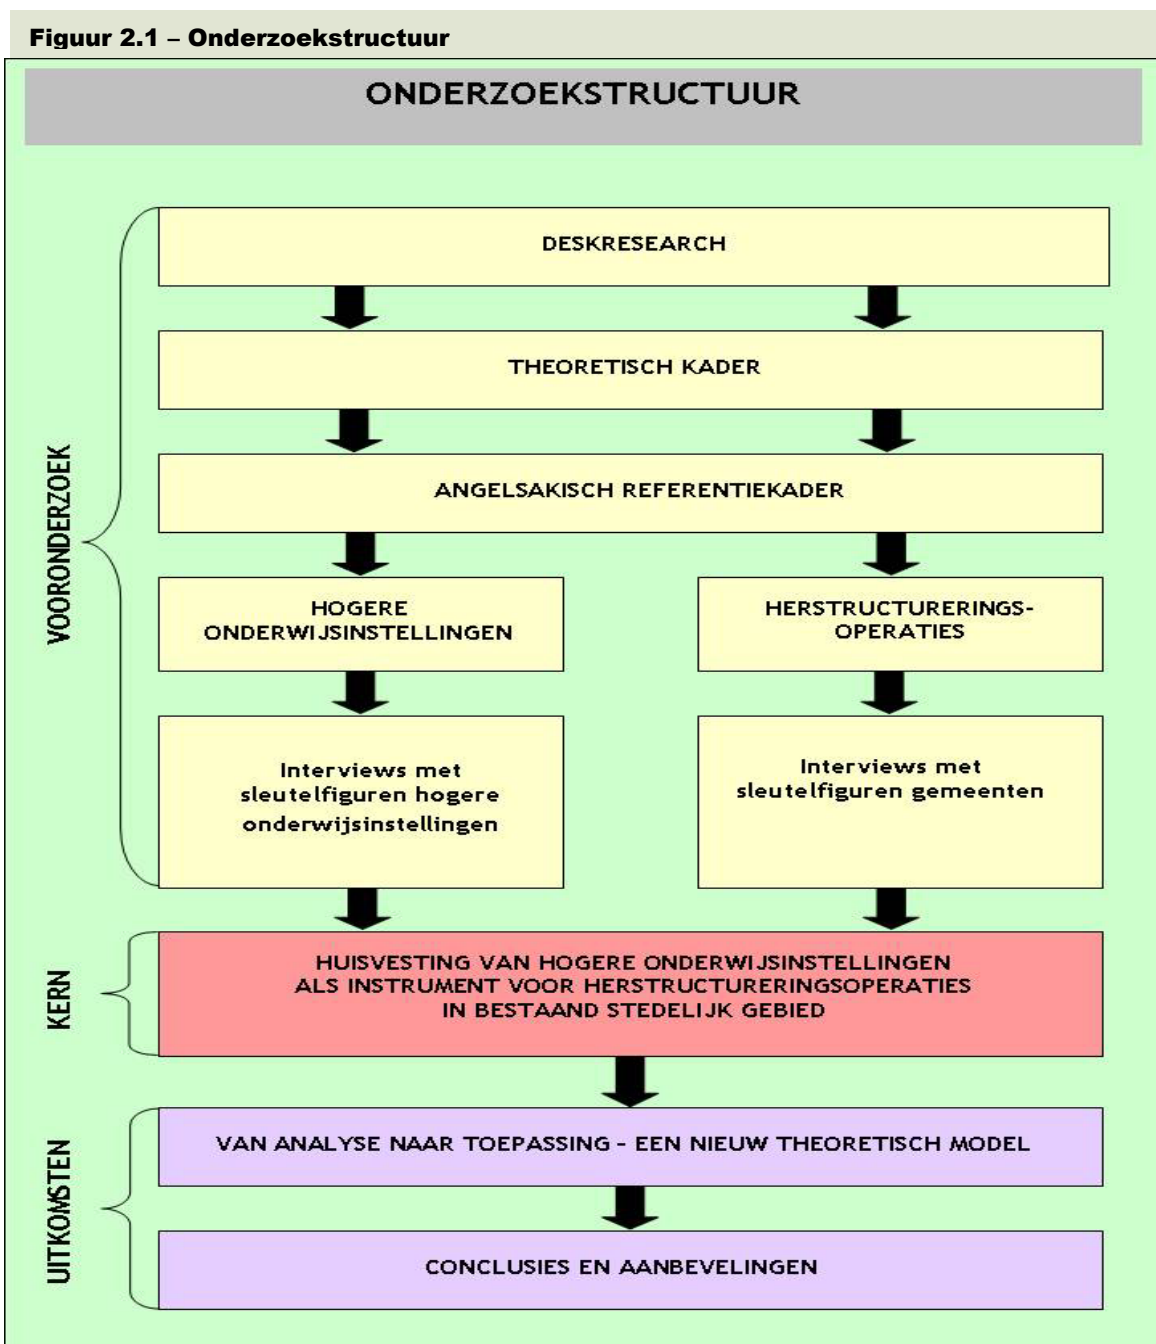 Figuur 2.1 – Onderzoekstructuur
ONDERZOEKSTRUCTUUR
VOORONDERZOEK
DESKRESEARCH
THEORETISCH KADER
ANGELSAKISCH REFERENTIEKADER
HOGERE
ONDERWIJSINSTELLINGEN
HERSTRUCTURERINGS-
OPERATIES
Interviews met
sleutelfiguren hogere
onderwijsinstellingen
Interviews met
sleutelfiguren gemeenten
KERN
HUISVESTING VAN HOGERE ONDERWIJSINSTELLINGEN
ALS INSTRUMENT VOOR HERSTRUCTURERINGSOPERATIES
IN BESTAAND STEDELIJK GEBIED
UITKOMSTEN
VAN ANALYSE NAAR TOEPASSING - EEN NIEUW THEORETISCH MODEL
CONCLUSIES EN AANBEVELINGEN